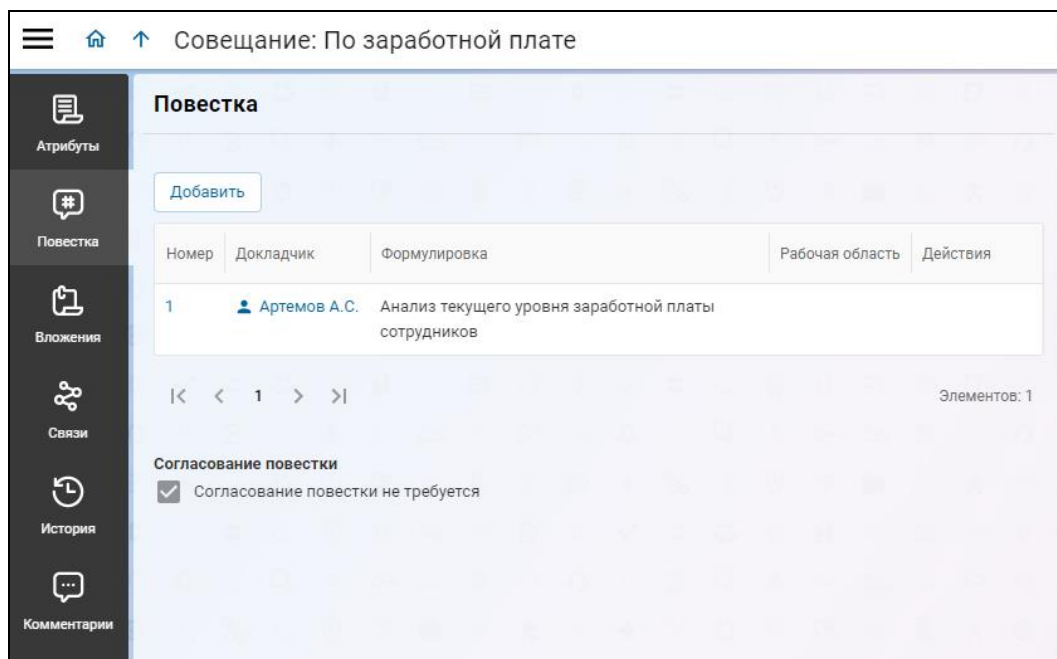 Совещание: По заработной плате
Атрибуты
Повестка
Вложения
Связи
История
Комментарии
Повестка
Добавить
Номер Докладчик Формулировка Рабочая область Действия
1 Артемов А.С. Анализ текущего уровня заработной платы
сотрудников
1 Элементов: 1
Согласование повестки
Согласование повестки не требуется